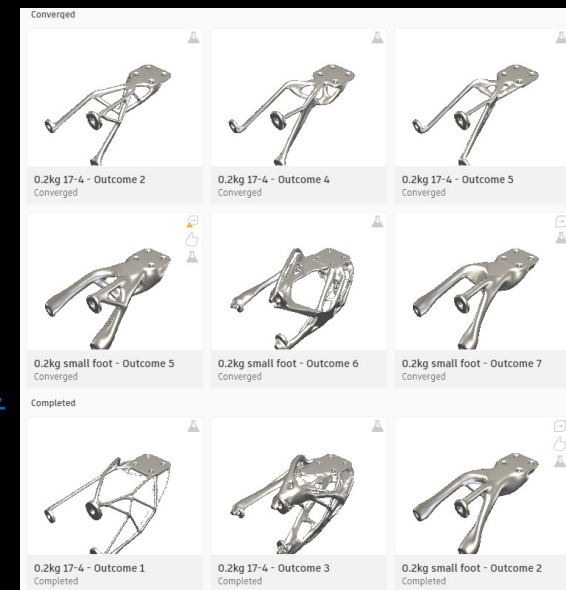 Converged
0.2kg 17-4 - Outcome 2
Converged
0.2kg 17-4 - Outcome 4
Converged
0.2kg 17-4 - Outcome 5
Converged
0.2kg small foot - Outcome 5
Converged
0.2kg small foot - Outcome 6
Converged
0.2kg small foot - Outcome 7
Converged
Completed
0.2kg 17-4 - Outcome 1
Completed
0.2kg 17-4 - Outcome 3
Completed
0.2kg small foot - Outcome 2
Completed